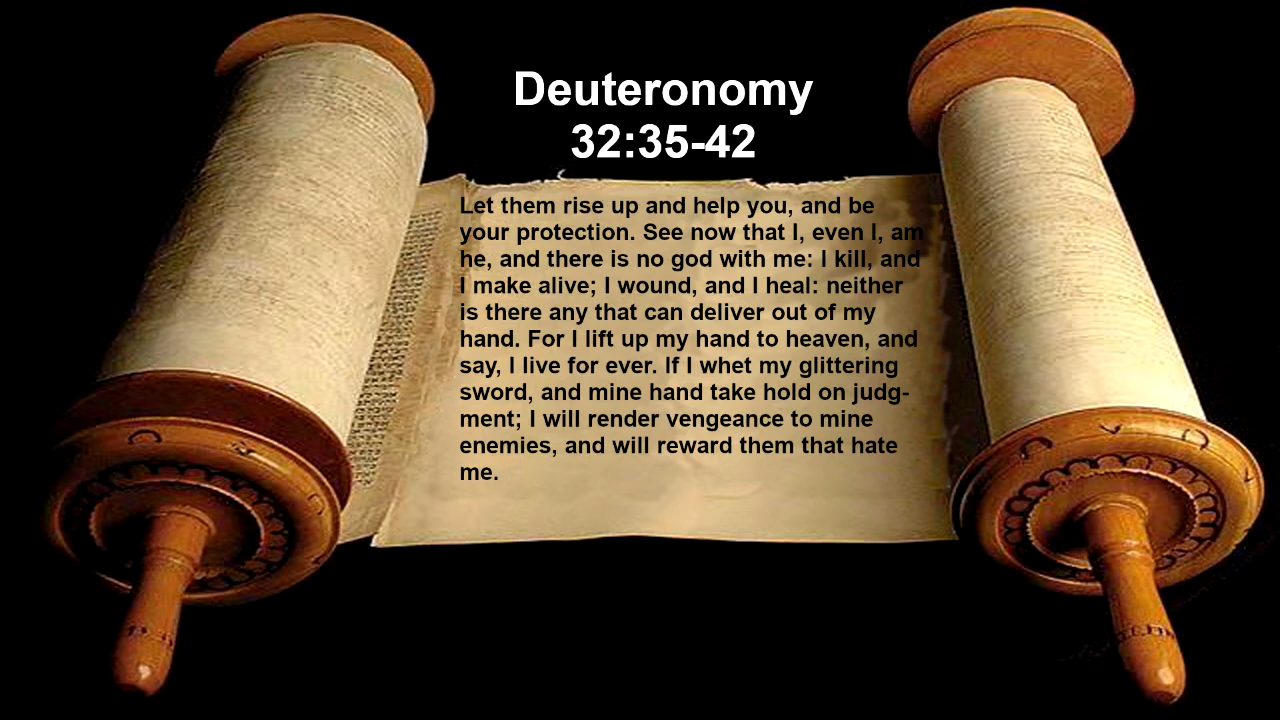 Deuteronomy
32:35-42
Let them rise up and help you, and be
your protection. See now that I, even I, am
he, and there is no god with me: I kill, and
I make alive; I wound, and I heal: neither
is there any that can deliver out of my
hand. For I lift up my hand to heaven, and
say, I live for ever. If I whet my glittering
sword, and mine hand take hold on judg-
ment; I will render vengeance to mine
enemies, and will reward them that hate
me.